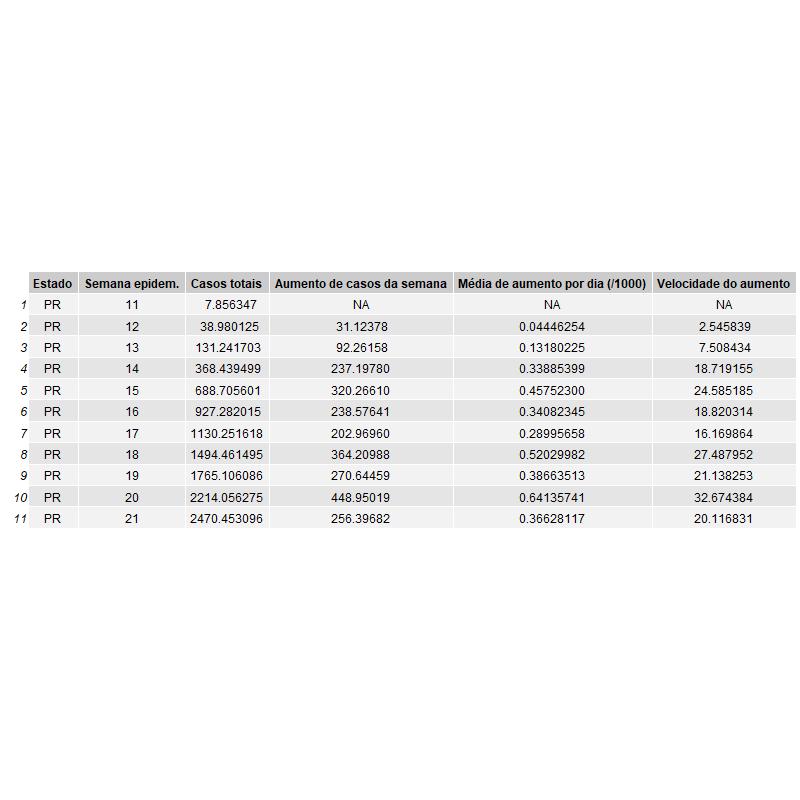 Estado Semana epidem. Casos totais Aumento de casos da semana Média de aumento por dia (/1000) Velocidade do aumento
1 PR 11 7.856347 NA NA NA
2 PR 12 38.980125 31.12378 0.04446254 2.545839
3 PR 13 131.241703 92.26158 0.13180225 7.508434
4 PR 14 368.439499 237.19780 0.33885399 18.719155
5 PR 15 688.705601 320.26610 0.45752300 24.585185
6 PR 16 927.282015 238.57641 0.34082345 18.820314
7 PR 17 1130.251618 202.96960 0.28995658 16.169864
8 PR 18 1494.461495 364.20988 0.52029982 27.487952
9 PR 19 1765.106086 270.64459 0.38663513 21.138253
10 PR 20 2214.056275 448.95019 0.64135741 32.674384
11 PR 21 2470.453096 256.39682 0.36628117 20.116831